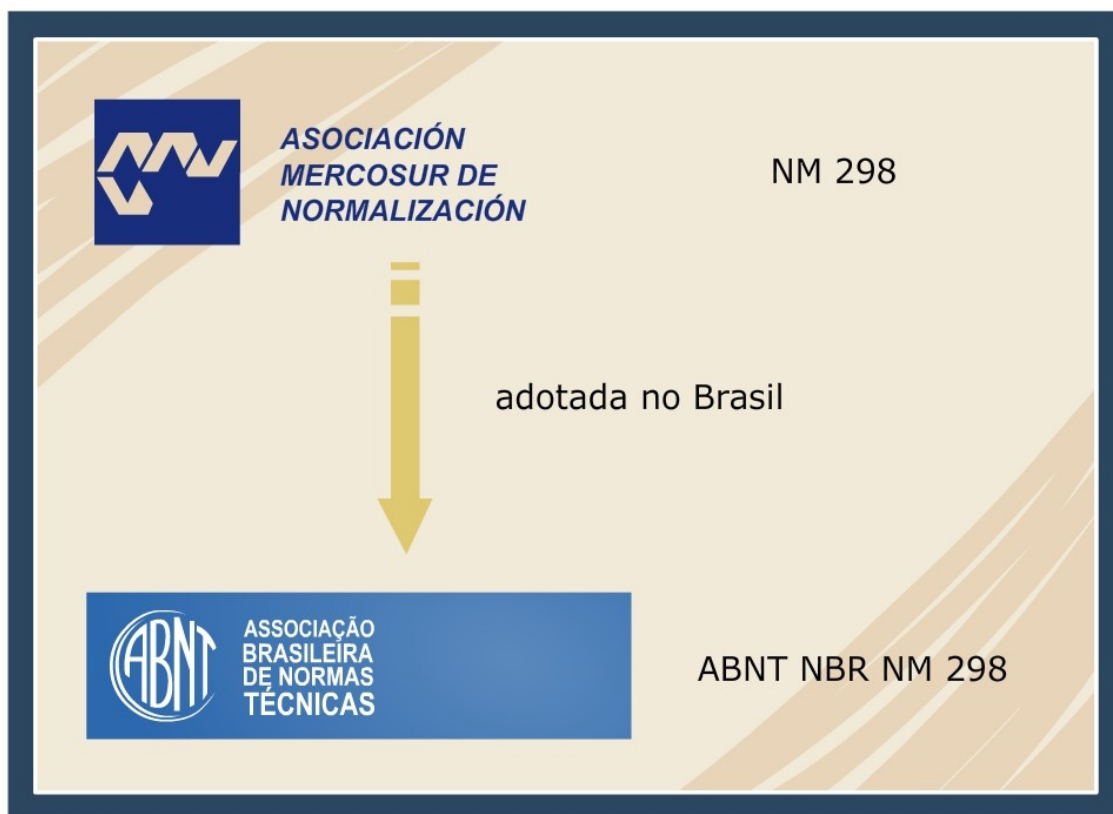 ASOCIACIÓN
MERCOSUR DE
NORMALIZACIÓN
NM 298
adotada no Brasil
ABNT
ASSOCIAÇÃO
BRASILEIRA
DE NORMAS
TÉCNICAS
ABNT NBR NM 298